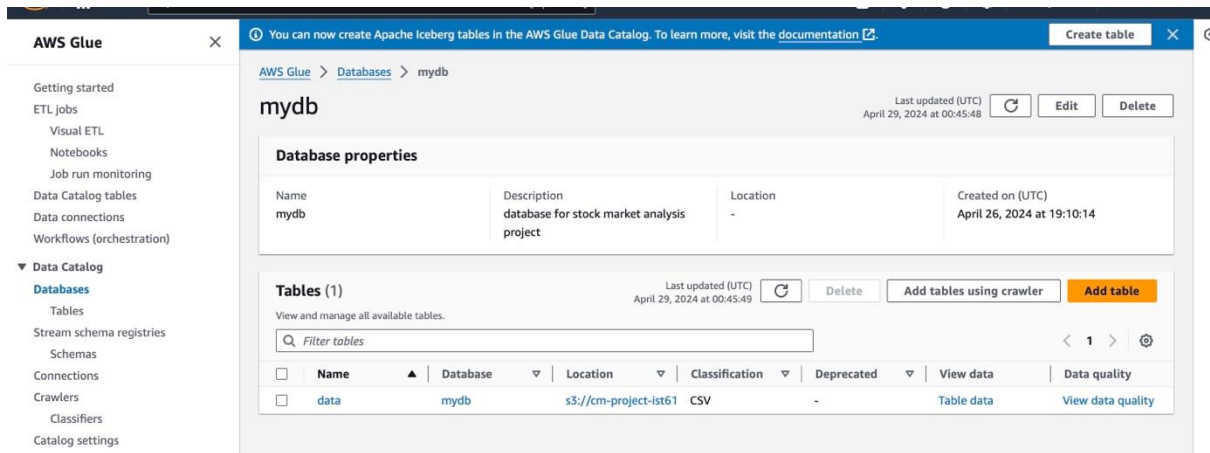 AWS Glue
Getting started
ETL jobs
Visual ETL
Notebooks
Job run monitoring
Data Catalog tables
Data connections
Workflows (orchestration)
Data Catalog
Databases
Tables
Stream schema registries
Schemas
Connections
Crawlers
Classifiers
Catalog settings
You can now create Apache Iceberg tables in the AWS Glue Data Catalog. To learn more, visit the documentation. Create table
AWS Glue > Databases > mydb
mydb
Last updated (UTC)
April 29, 2024 at 00:45:48
Edit Delete
Database properties
Name Description Location Created on (UTC)
mydb database for stock market analysis - April 26, 2024 at 19:10:14
project
Tables (1)
Last updated (UTC)
April 29, 2024 at 00:45:49
Delete Add tables using crawler Add table
View and manage all available tables.
Filter tables
< 1 >
Name Database Location Classification Deprecated View data Data quality
data mydb s3://cm-project-ist61 CSV - Table data View data quality